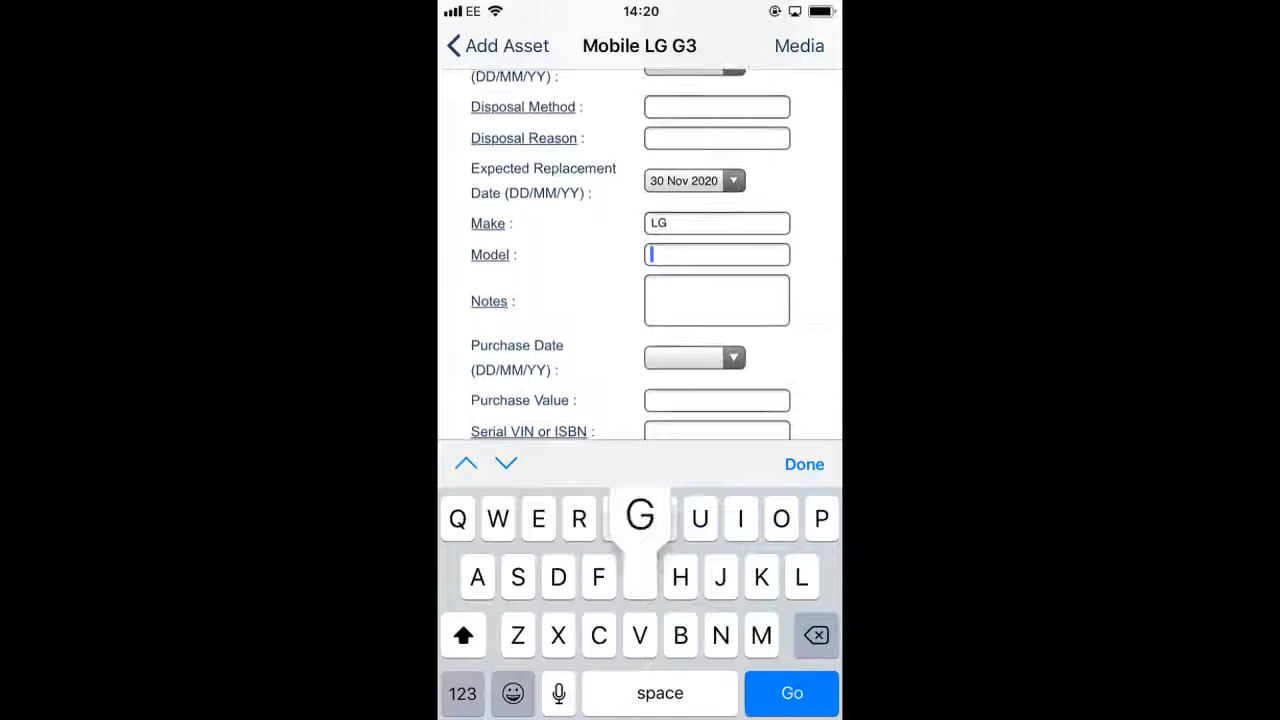 EE 14:20
Add Asset Mobile LG G3 Media
(DD/MM/YY) :
Disposal Method :
Disposal Reason :
Expected Replacement
Date (DD/MM/YY) : 30 Nov 2020
Make : LG
Model :
Notes :
Purchase Date
(DD/MM/YY) :
Purchase Value :
Serial VIN or ISBN :
Done
Q W E R G U I O P
A S D F H J K L
Z X C V B N M
123 space Go